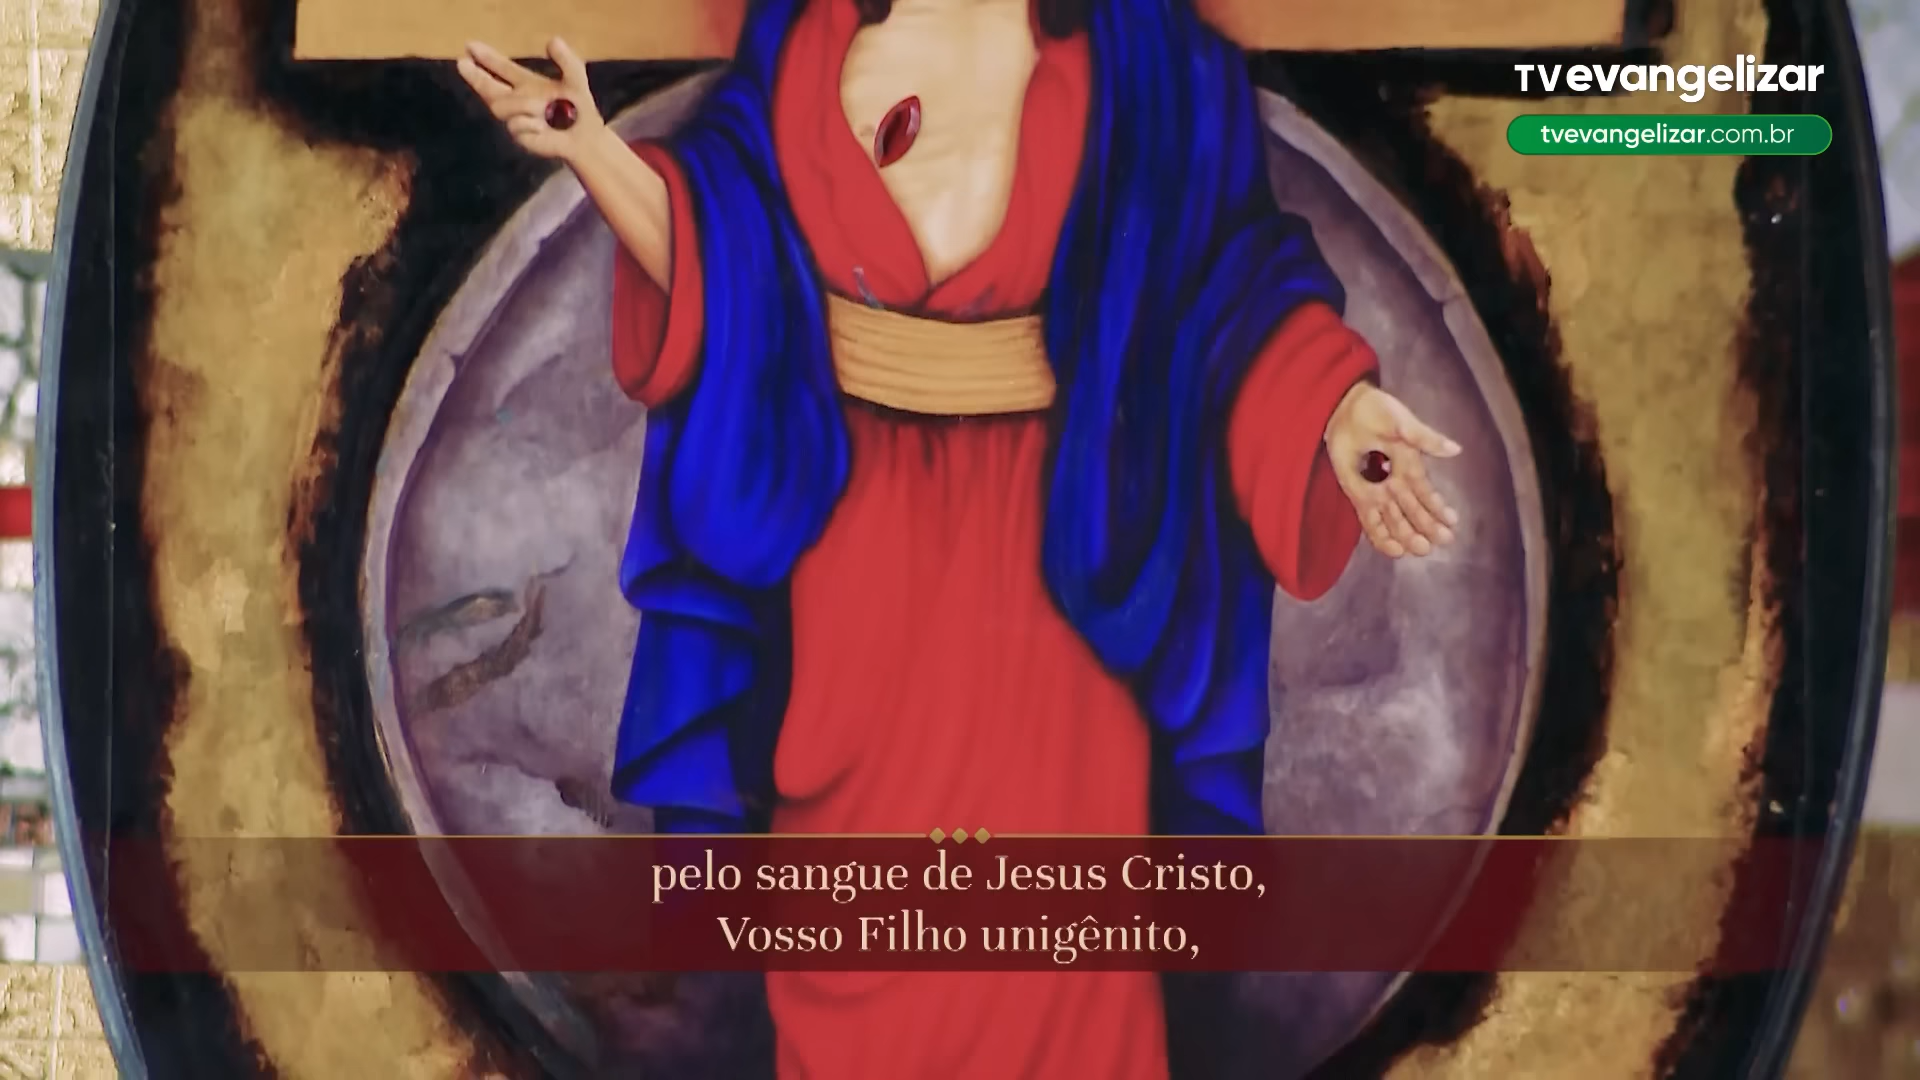 TVevangelizar
tvevangelizar.com.br
pelo sangue de Jesus Cristo,
Vosso Filho unigênito,